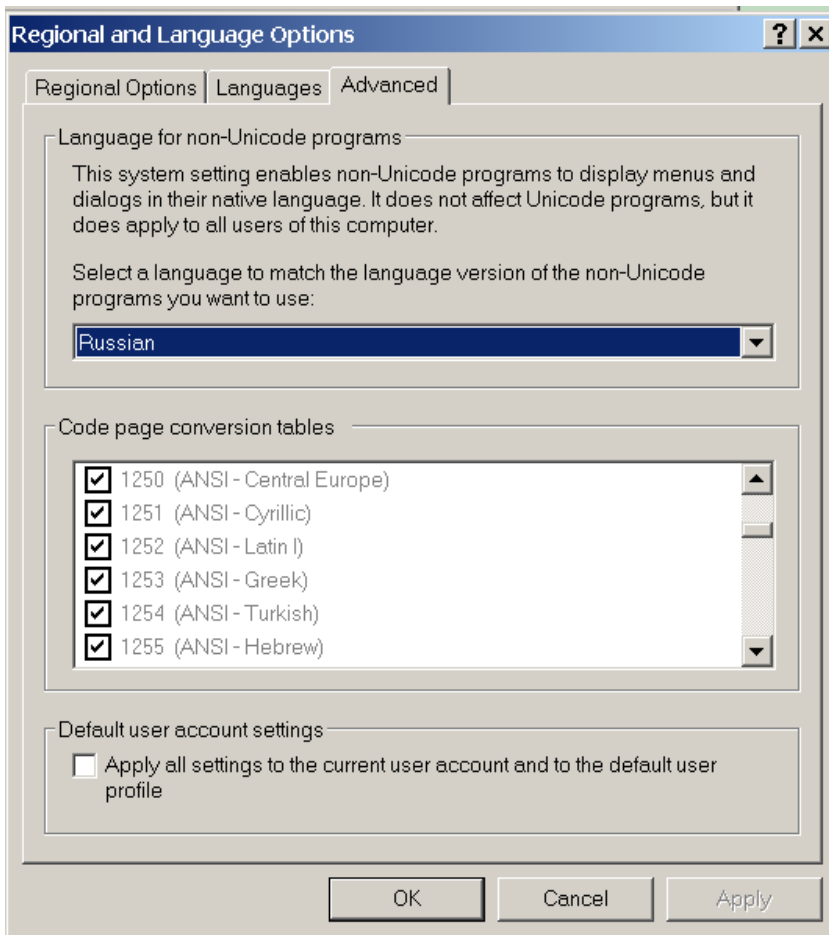 Regional and Language Options
Regional Options Languages Advanced
Language for non-Unicode programs
This system setting enables non-Unicode programs to display menus and
dialogs in their native language. It does not affect Unicode programs, but it
does apply to all users of this computer.
Select a language to match the language version of the non-Unicode
programs you want to use:
Russian
Code page conversion tables
1250 (ANSI - Central Europe)
1251 (ANSI - Cyrillic)
1252 (ANSI - Latin I)
1253 (ANSI - Greek)
1254 (ANSI - Turkish)
1255 (ANSI - Hebrew)
Default user account settings
Apply all settings to the current user account and to the default user
profile
OK Cancel Apply